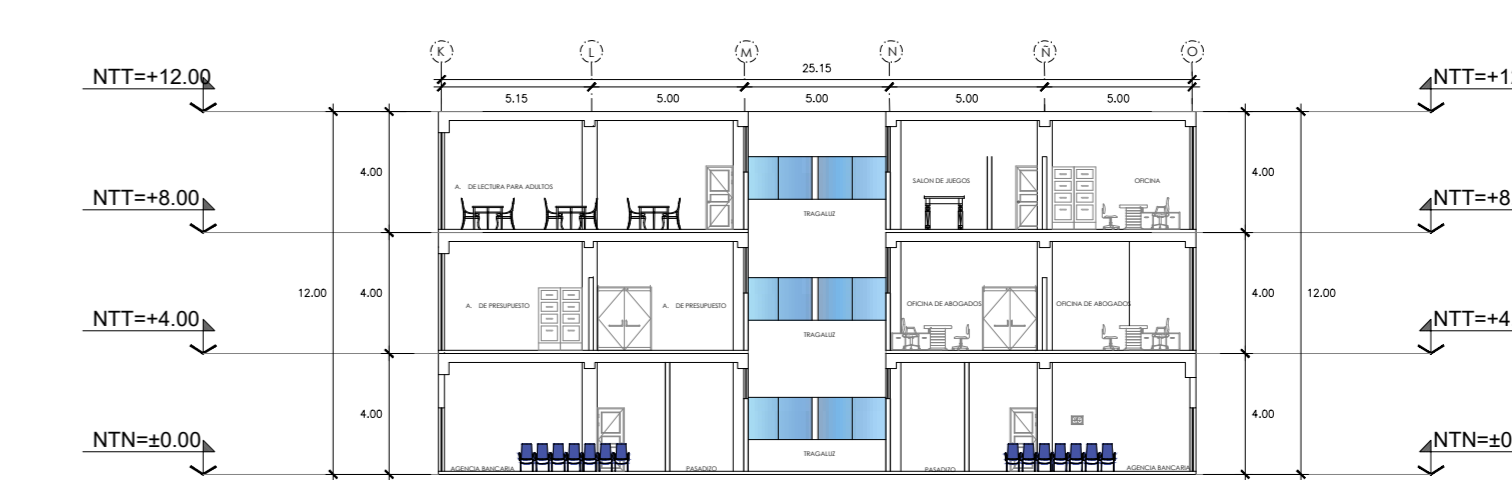 K L M N Ñ O
25.15
5.15 5.00 5.00 5.00 5.00
NTT=+12.00
NTT=+12
4.00
4.00
A. DE LECTURA PARA ADULTOS
SALON DE JUEGOS
OFICINA
TRAGALUZ
NTT=+8.00
NTT=+8
12.00
4.00
4.00
12.00
A. DE PRESUPUESTO
A. DE PRESUPUESTO
OFICINA DE ABOGADOS
OFICINA DE ABOGADOS
TRAGALUZ
NTT=+4.00
NTT=+4
4.00
4.00
NTN=±0.00
NTN=±0
TRAGALUZ
AGENCIA BANCARIA
PASADIZO
PASADIZO
AGENCIA BANCARIA